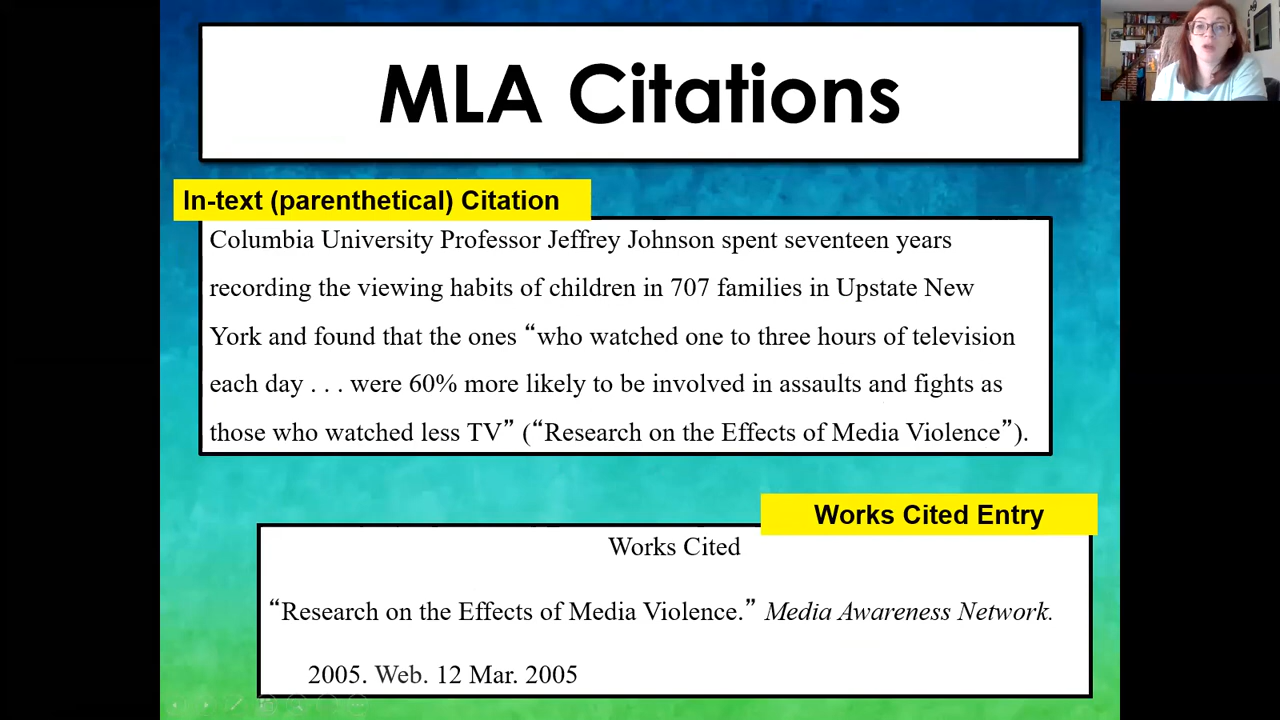 MLA Citations
In-text (parenthetical) Citation
Columbia University Professor Jeffrey Johnson spent seventeen years
recording the viewing habits of children in 707 families in Upstate New
York and found that the ones “who watched one to three hours of television
each day . . . were 60% more likely to be involved in assaults and fights as
those who watched less TV” (“Research on the Effects of Media Violence”).
Works Cited Entry
Works Cited
“Research on the Effects of Media Violence.” Media Awareness Network.
2005. Web. 12 Mar. 2005